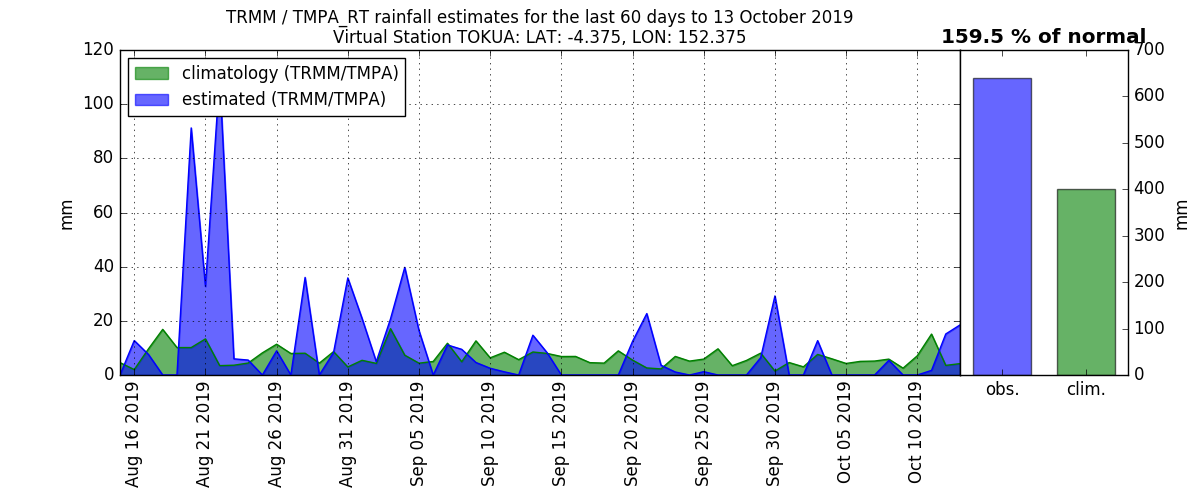 TRMM / TMPA_RT rainfall estimates for the last 60 days to 13 October 2019
Virtual Station TOKUA: LAT: -4.375, LON: 152.375
159.5 % of normal
climatology (TRMM/TMPA)
estimated (TRMM/TMPA)
120
100
80
60
40
20
0
mm
Aug 16 2019
Aug 21 2019
Aug 26 2019
Aug 31 2019
Sep 05 2019
Sep 10 2019
Sep 15 2019
Sep 20 2019
Sep 25 2019
Sep 30 2019
Oct 05 2019
Oct 10 2019
700
600
500
400
300
200
100
0
mm
obs.
clim.